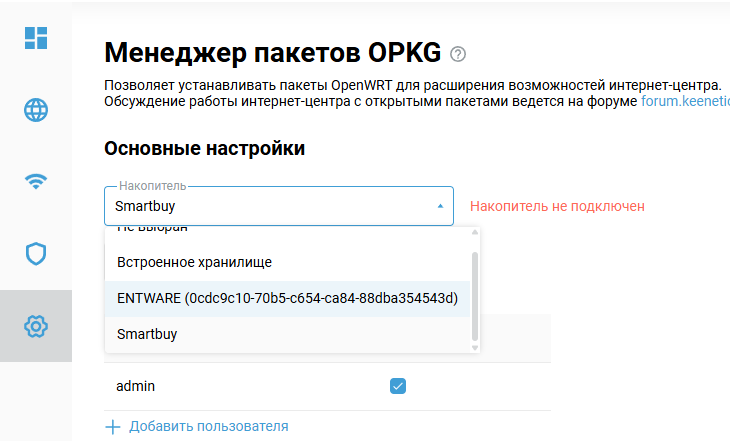 Менеджер пакетов OPKG
Позволяет устанавливать пакеты OpenWRT для расширения возможностей интернет-центра.
Обсуждение работы интернет-центра с открытыми пакетами ведется на форуме forum.keenetic
Основные настройки
Накопитель
Smartbuy
Накопитель не подключен
Не выбран
Встроенное хранилище
ENTWARE (0cdc9c10-70b5-c654-ca84-88dba354543d)
Smartbuy
admin
Добавить пользователя